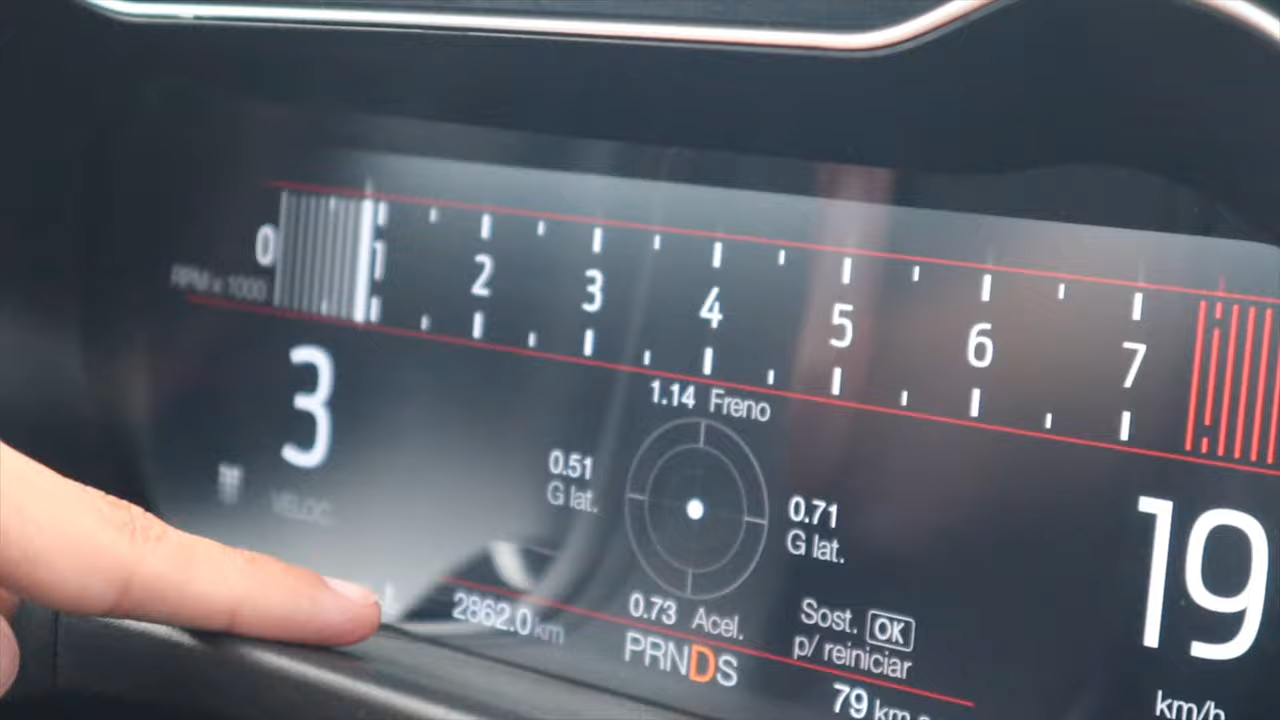 0 1 2 3 4 5 6 7
RPM x 1000
3
VELOC
1.14 Freno
0.51
G lat.
0.71
G lat.
0.73 Acel.
2862.0 km
PRNDS
Sost. OK
p/ reiniciar
79 km
19
km/h